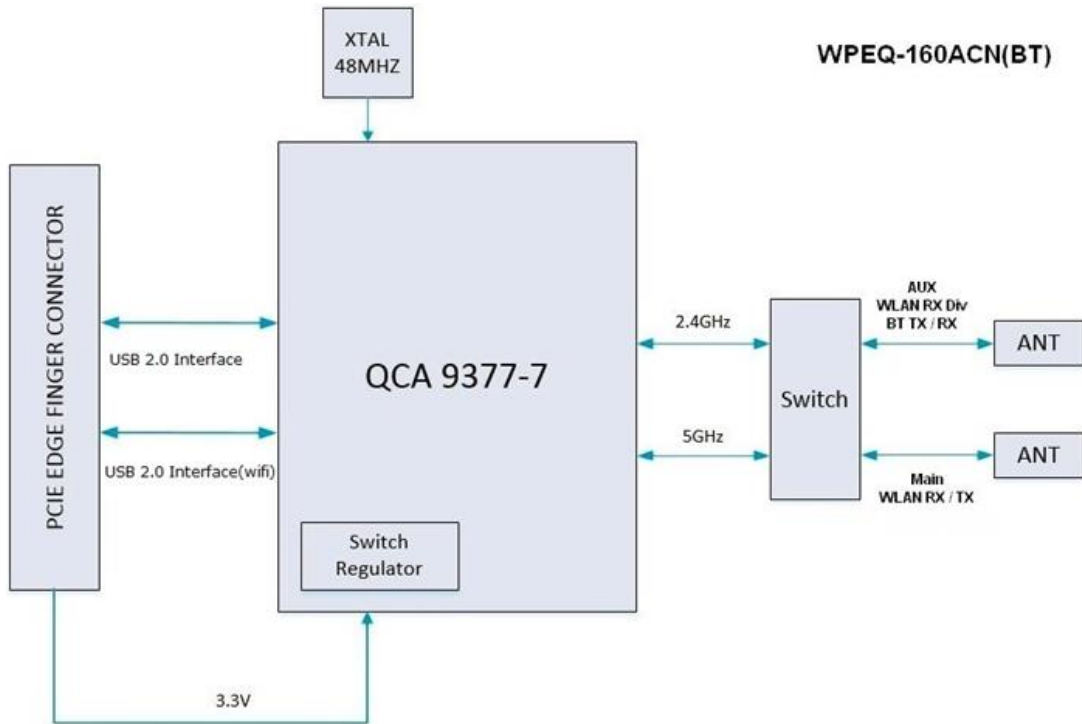 XTAL
48MHZ
WPEQ-160ACN(BT)
PCIE EDGE FINGER CONNECTOR
USB 2.0 Interface
USB 2.0 Interface(wifi)
QCA 9377-7
Switch
Regulator
3.3V
2.4GHz
5GHz
Switch
AUX
WLAN RX Div
BT TX / RX
ANT
Main
WLAN RX / TX
ANT